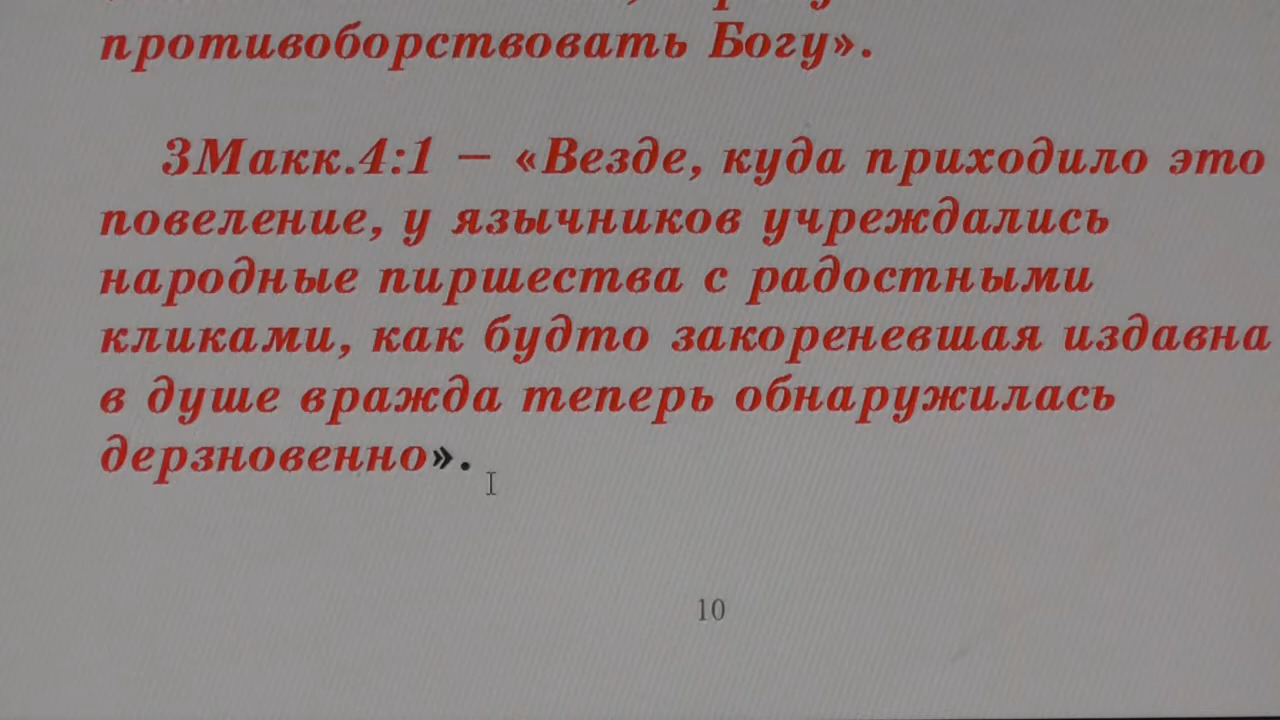 противоборствовать Богу».
3Макк.4:1 – «Везде, куда приходило это
повеление, у язычников учреждались
народные пиршества с радостными
кликами, как будто закореневшая издавна
в душе вражда теперь обнаружилась
дерзновенно».
10